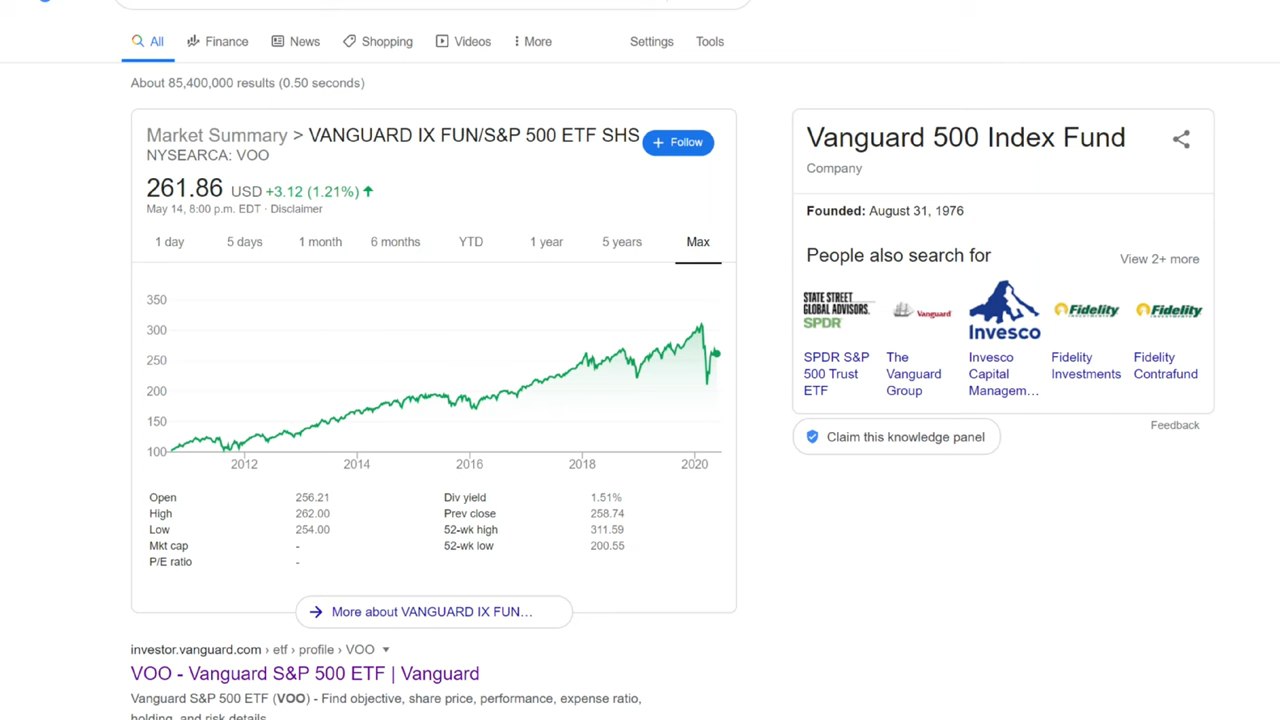 All Finance News Shopping Videos More Settings Tools
About 85,400,000 results (0.50 seconds)
Market Summary > VANGUARD IX FUN/S&P 500 ETF SHS
NYSEARCA: VOO
+ Follow
261.86 USD +3.12 (1.21%) ↑
May 14, 8:00 p.m. EDT · Disclaimer
1 day 5 days 1 month 6 months YTD 1 year 5 years Max
350
300
250
200
150
100
2012 2014 2016 2018 2020
Open 256.21 Div yield 1.51%
High 262.00 Prev close 258.74
Low 254.00 52-wk high 311.59
Mkt cap - 52-wk low 200.55
P/E ratio -
→ More about VANGUARD IX FUN...
investor.vanguard.com › etf › profile › VOO
VOO - Vanguard S&P 500 ETF | Vanguard
Vanguard S&P 500 ETF (VOO) - Find objective, share price, performance, expense ratio,
holding, and risk details.
Vanguard 500 Index Fund
Company
Founded: August 31, 1976
People also search for
View 2+ more
STATE STREET
GLOBAL ADVISORS.
SPDR
Vanguard
Invesco
Fidelity
INVESTMENTS
Fidelity
INVESTMENTS
SPDR S&P
500 Trust
ETF
The
Vanguard
Group
Invesco
Capital
Managem...
Fidelity
Investments
Fidelity
Contrafund
Feedback
Claim this knowledge panel